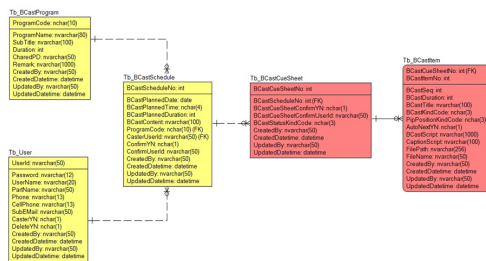 Tb_BCastProgram
ProgramCode: nchar(10)
ProgramName: nvarchar(80)
SubTitle: nvarchar(100)
Duration: int
CharedPD: nvarchar(50)
Remark: nvarchar(1000)
CreatedBy: nvarchar(50)
CreatedDatetime: datetime
UpdatedBy: nvarchar(50)
UpdatedDatetime: datetime
Tb_User
UserId: nvarchar(50)
Password: nvarchar(12)
UserName: nvarchar(20)
PartName: nvarchar(50)
Phone: nvarchar(13)
CellPhone: nvarchar(13)
SubEMail: nvarchar(50)
CasterYN: nchar(1)
DeleteYN: nchar(1)
CreatedBy: nvarchar(50)
CreatedDatetime: datetime
UpdatedBy: nvarchar(50)
UpdatedDatetime: datetime
Tb_BCastSchedule
BCastScheduleNo: int
BCastPlannedDate: date
BCastPlannedTime: nchar(4)
BCastPlannedDuration: int
BCastContent: nvarchar(100)
ProgramCode: nchar(10) (FK)
CasterUserId: nvarchar(50) (FK)
ConfirmYN: nchar(1)
ConfirmUserId: nvarchar(50)
CreatedBy: nvarchar(50)
CreatedDatetime: datetime
UpdatedBy: nvarchar(50)
UpdatedDatetime: datetime
Tb_BCastCueSheet
BCastCueSheetNo: int
BCastScheduleNo: int (FK)
BCastCueSheetConfirmYN: nchar(1)
BCastCueSheetConfirmUserId: nvarchar(50)
BCastStatusKindCode: nchar(3)
CreatedBy: nvarchar(50)
CreatedDatetime: datetime
UpdatedBy: nvarchar(50)
UpdatedDatetime: datetime
Tb_BCastItem
BCastCueSheetNo: int (FK)
BCastItemNo: int
BCastSeq: int
BCastDuration: int
BCastTitle: nvarchar(100)
BCastKindCode: nchar(3)
PipPositionKindCode: nchar(3)
AutoNextYN: nchar(1)
BCastScript: nvarchar(1000)
CaptionScript: nvarchar(100)
FilePath: nvarchar(256)
FileName: nvarchar(50)
CreatedBy: nvarchar(50)
CreatedDatetime: datetime
UpdatedBy: nvarchar(50)
UpdatedDatetime: datetime